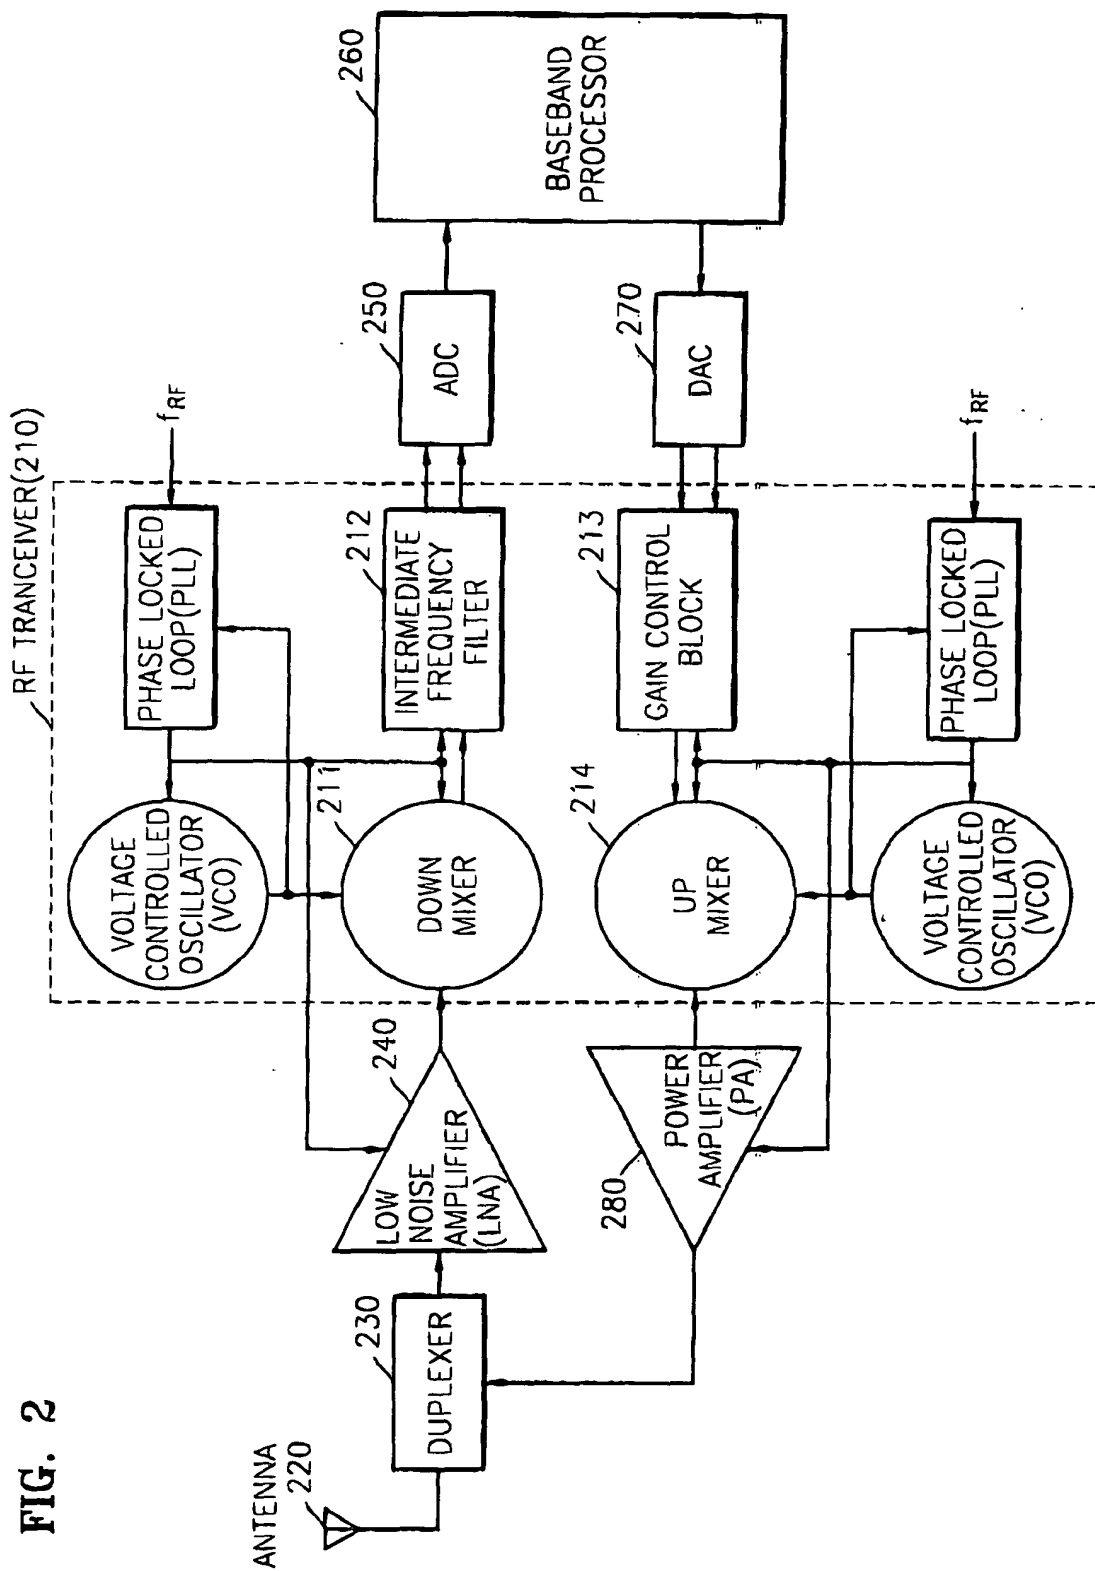 FIG. 2
RF TRANCEIVER(210)
ANTENNA
220
DUPLEXER
230
LOW
NOISE
AMPLIFIER
(LNA)
240
VOLTAGE
CONTROLLED
OSCILLATOR
(VCO)
PHASE LOCKED
LOOP(PLL)
fRF
DOWN
MIXER
211
INTERMEDIATE
FREQUENCY
FILTER
212
ADC
250
BASEBAND
PROCESSOR
260
POWER
AMPLIFIER
(PA)
280
UP
MIXER
214
GAIN CONTROL
BLOCK
213
DAC
270
VOLTAGE
CONTROLLED
OSCILLATOR
(VCO)
PHASE LOCKED
LOOP(PLL)
fRF